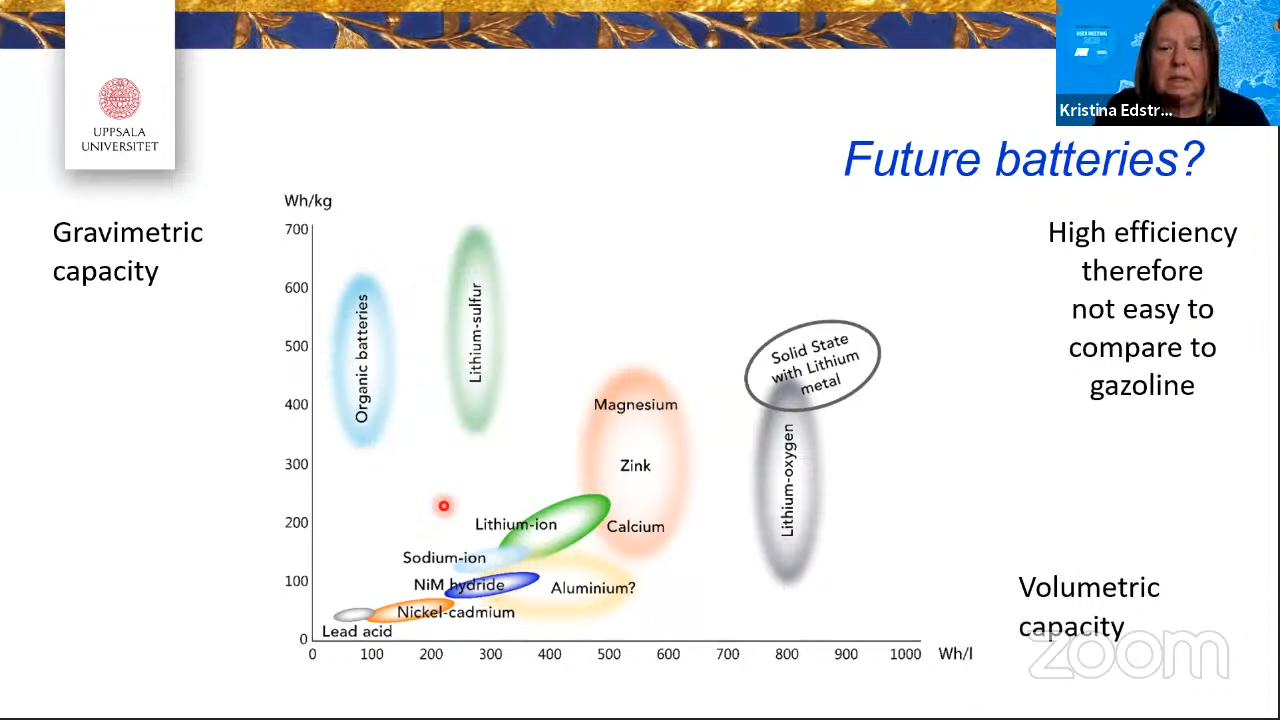 UPPSALA
UNIVERSITET
USER MEETING
Kristina Edstr...
Future batteries?
Gravimetric
capacity
High efficiency
therefore
not easy to
compare to
gazoline
Wh/kg
700
600
500
400
300
200
100
0
Organic batteries
Lithium-sulfur
Solid State
with Lithium
metal
Magnesium
Zink
Calcium
Lithium-oxygen
Lithium-ion
Sodium-ion
NiM hydride
Aluminium?
Nickel-cadmium
Lead acid
0 100 200 300 400 500 600 700 800 900 1000 Wh/l
Volumetric
capacity
zoom